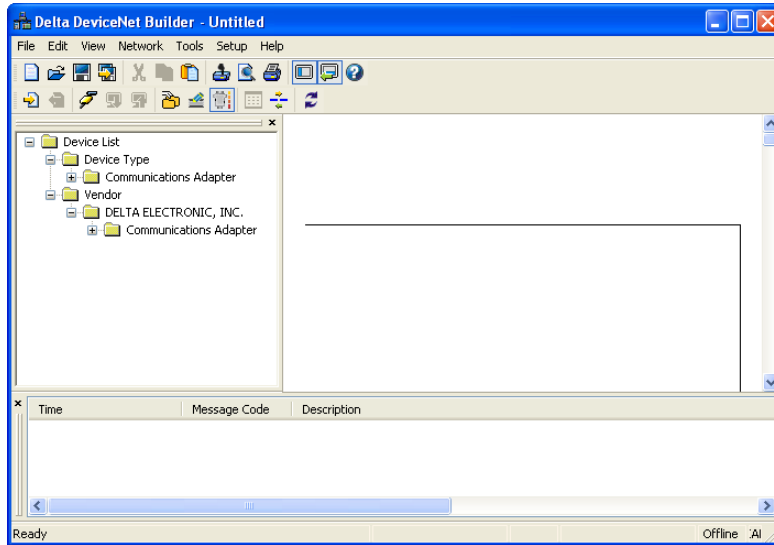 Delta DeviceNet Builder - Untitled
File Edit View Network Tools Setup Help
Device List
Device Type
Communications Adapter
Vendor
DELTA ELECTRONIC, INC.
Communications Adapter
Time Message Code Description
Ready Offline